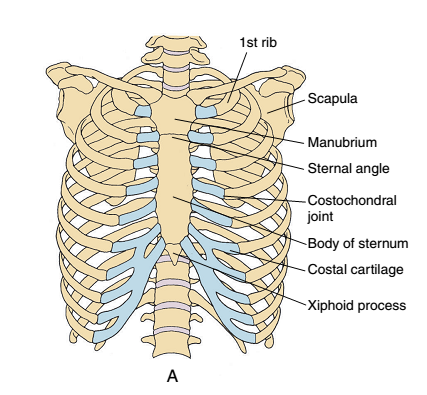 1st rib
Scapula
Manubrium
Sternal angle
Costochondral
joint
Body of sternum
Costal cartilage
Xiphoid process
A